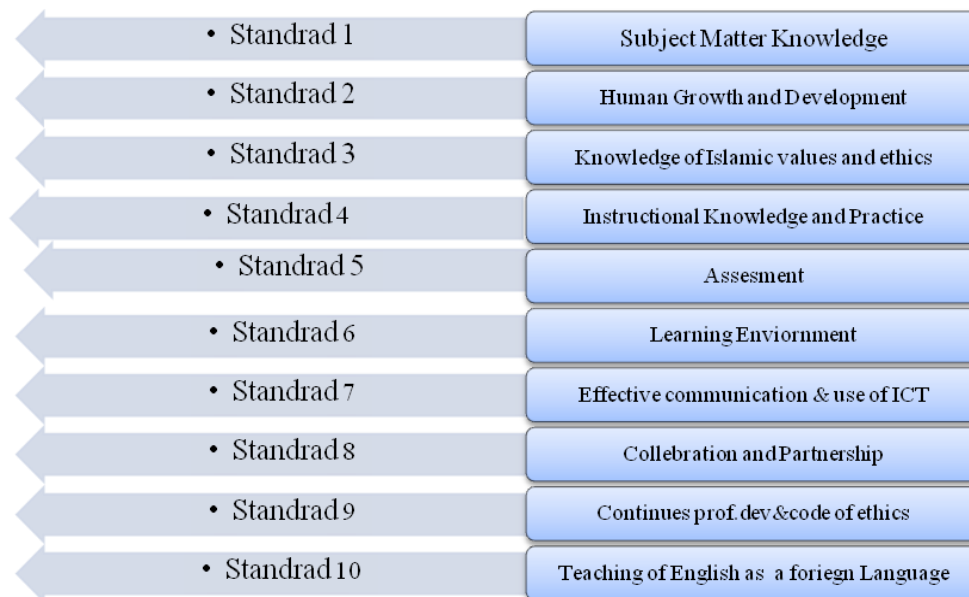 • Standrad 1
Subject Matter Knowledge
• Standrad 2
Human Growth and Development
• Standrad 3
Knowledge of Islamic values and ethics
• Standrad 4
Instructional Knowledge and Practice
• Standrad 5
Assesment
• Standrad 6
Learning Enviornment
• Standrad 7
Effective communication & use of ICT
• Standrad 8
Collebration and Partnership
• Standrad 9
Continues prof.dev&code of ethics
• Standrad 10
Teaching of English as a foriegn Language